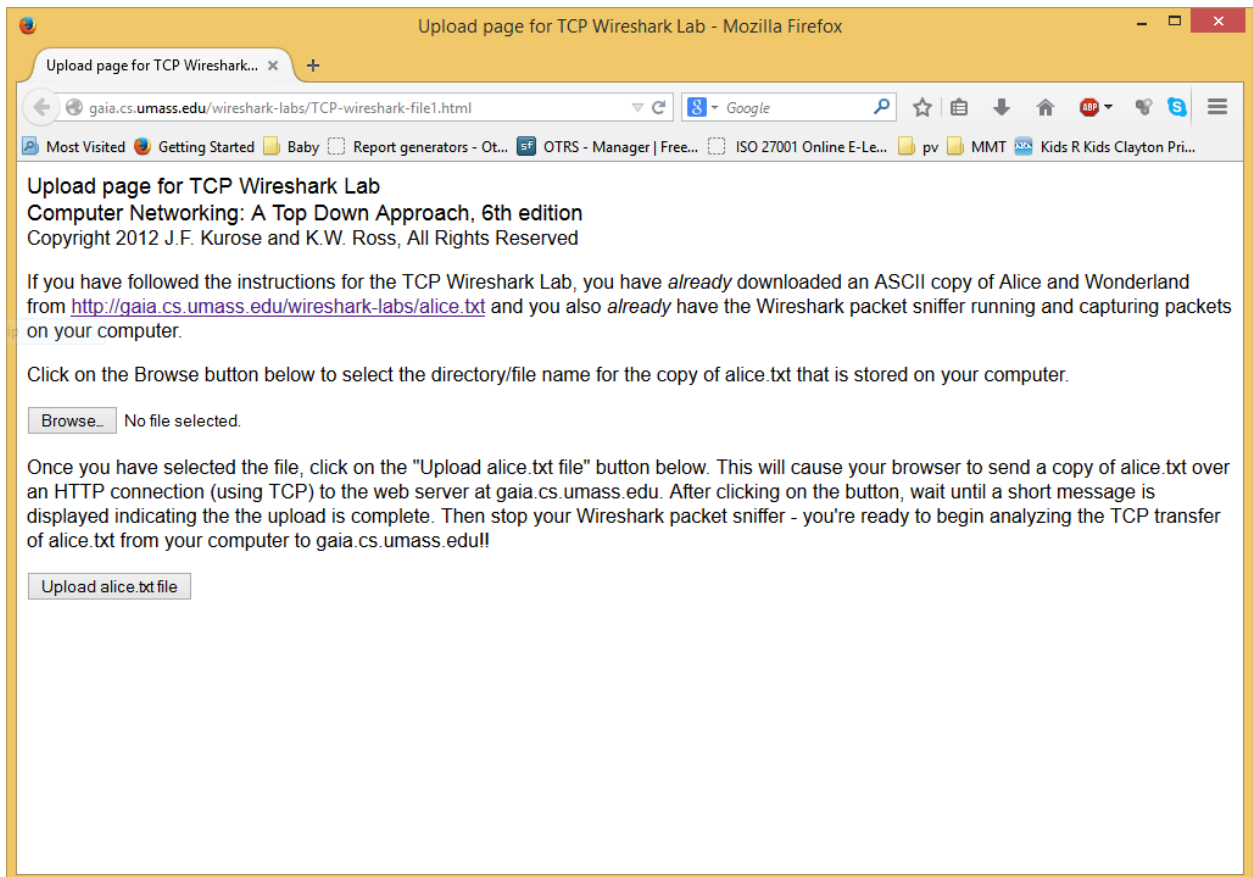 Upload page for TCP Wireshark Lab - Mozilla Firefox
Upload page for TCP Wireshark...
gaia.cs.umass.edu/wireshark-labs/TCP-wireshark-file1.html
8 Google
ABP
S
Most Visited Getting Started Baby Report generators - Ot... sf OTRS - Manager | Free... ISO 27001 Online E-Le... pv MMT Kids R Kids Clayton Pri...
Upload page for TCP Wireshark Lab
Computer Networking: A Top Down Approach, 6th edition
Copyright 2012 J.F. Kurose and K.W. Ross, All Rights Reserved
If you have followed the instructions for the TCP Wireshark Lab, you have already downloaded an ASCII copy of Alice and Wonderland
from http://gaia.cs.umass.edu/wireshark-labs/alice.txt and you also already have the Wireshark packet sniffer running and capturing packets
on your computer.
Click on the Browse button below to select the directory/file name for the copy of alice.txt that is stored on your computer.
Browse... No file selected.
Once you have selected the file, click on the "Upload alice.txt file" button below. This will cause your browser to send a copy of alice.txt over
an HTTP connection (using TCP) to the web server at gaia.cs.umass.edu. After clicking on the button, wait until a short message is
displayed indicating the the upload is complete. Then stop your Wireshark packet sniffer - you're ready to begin analyzing the TCP transfer
of alice.txt from your computer to gaia.cs.umass.edu!!
Upload alice.txt file